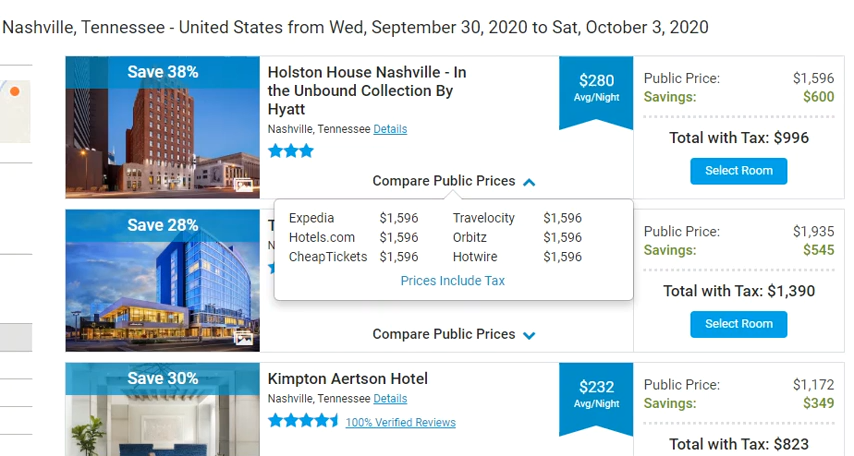 Nashville, Tennessee - United States from Wed, September 30, 2020 to Sat, October 3, 2020
Save 38%
Holston House Nashville - In
the Unbound Collection By
Hyatt
Nashville, Tennessee Details
Compare Public Prices
$280
Avg/Night
Public Price: $1,596
Savings: $600
Total with Tax: $996
Select Room
Expedia $1,596 Travelocity $1,596
Hotels.com $1,596 Orbitz $1,596
CheapTickets $1,596 Hotwire $1,596
Prices Include Tax
Save 28%
Compare Public Prices
Public Price: $1,935
Savings: $545
Total with Tax: $1,390
Select Room
Save 30%
Kimpton Aertson Hotel
Nashville, Tennessee Details
100% Verified Reviews
$232
Avg/Night
Public Price: $1,172
Savings: $349
Total with Tax: $823